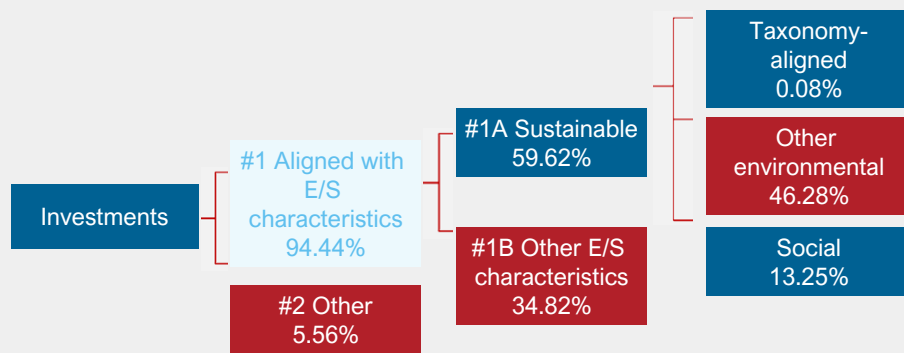 Investments
#1 Aligned with
E/S
characteristics
94.44%
#2 Other
5.56%
#1A Sustainable
59.62%
#1B Other E/S
characteristics
34.82%
Taxonomy-
aligned
0.08%
Other
environmental
46.28%
Social
13.25%